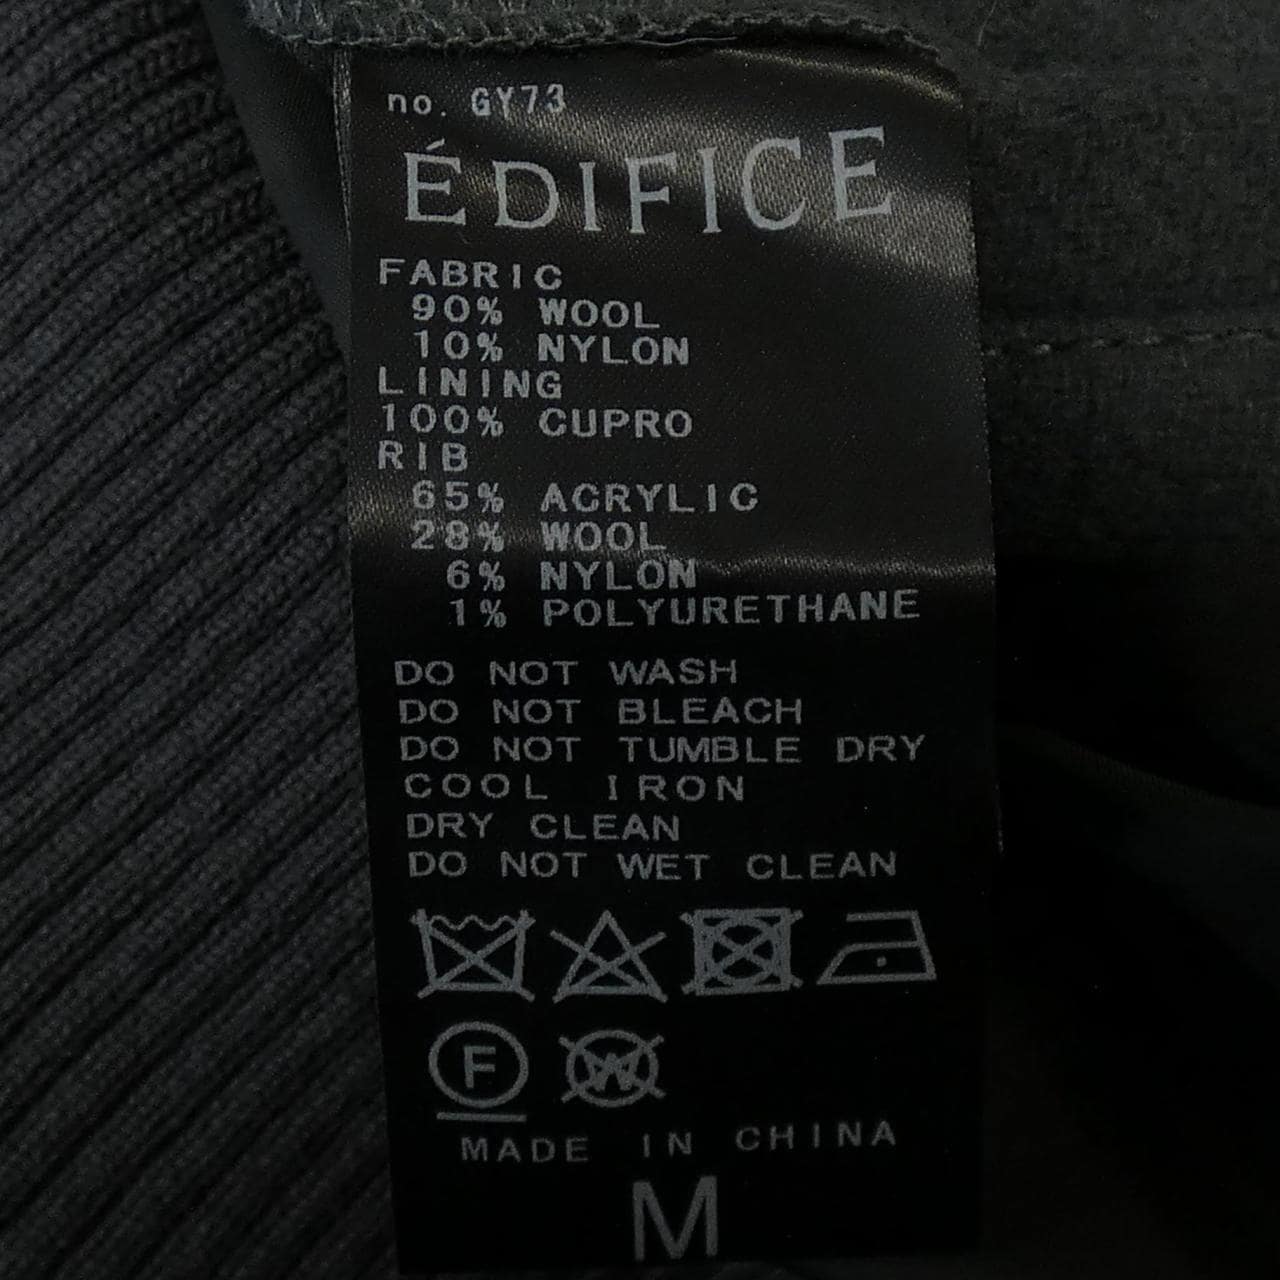 no. GY73
ÉDIFICE
FABRIC
90% WOOL
10% NYLON
LINING
100% CUPRO
RIB
65% ACRYLIC
28% WOOL
6% NYLON
1% POLYURETHANE
DO NOT WASH
DO NOT BLEACH
DO NOT TUMBLE DRY
COOL IRON
DRY CLEAN
DO NOT WET CLEAN
F W
MADE IN CHINA
M